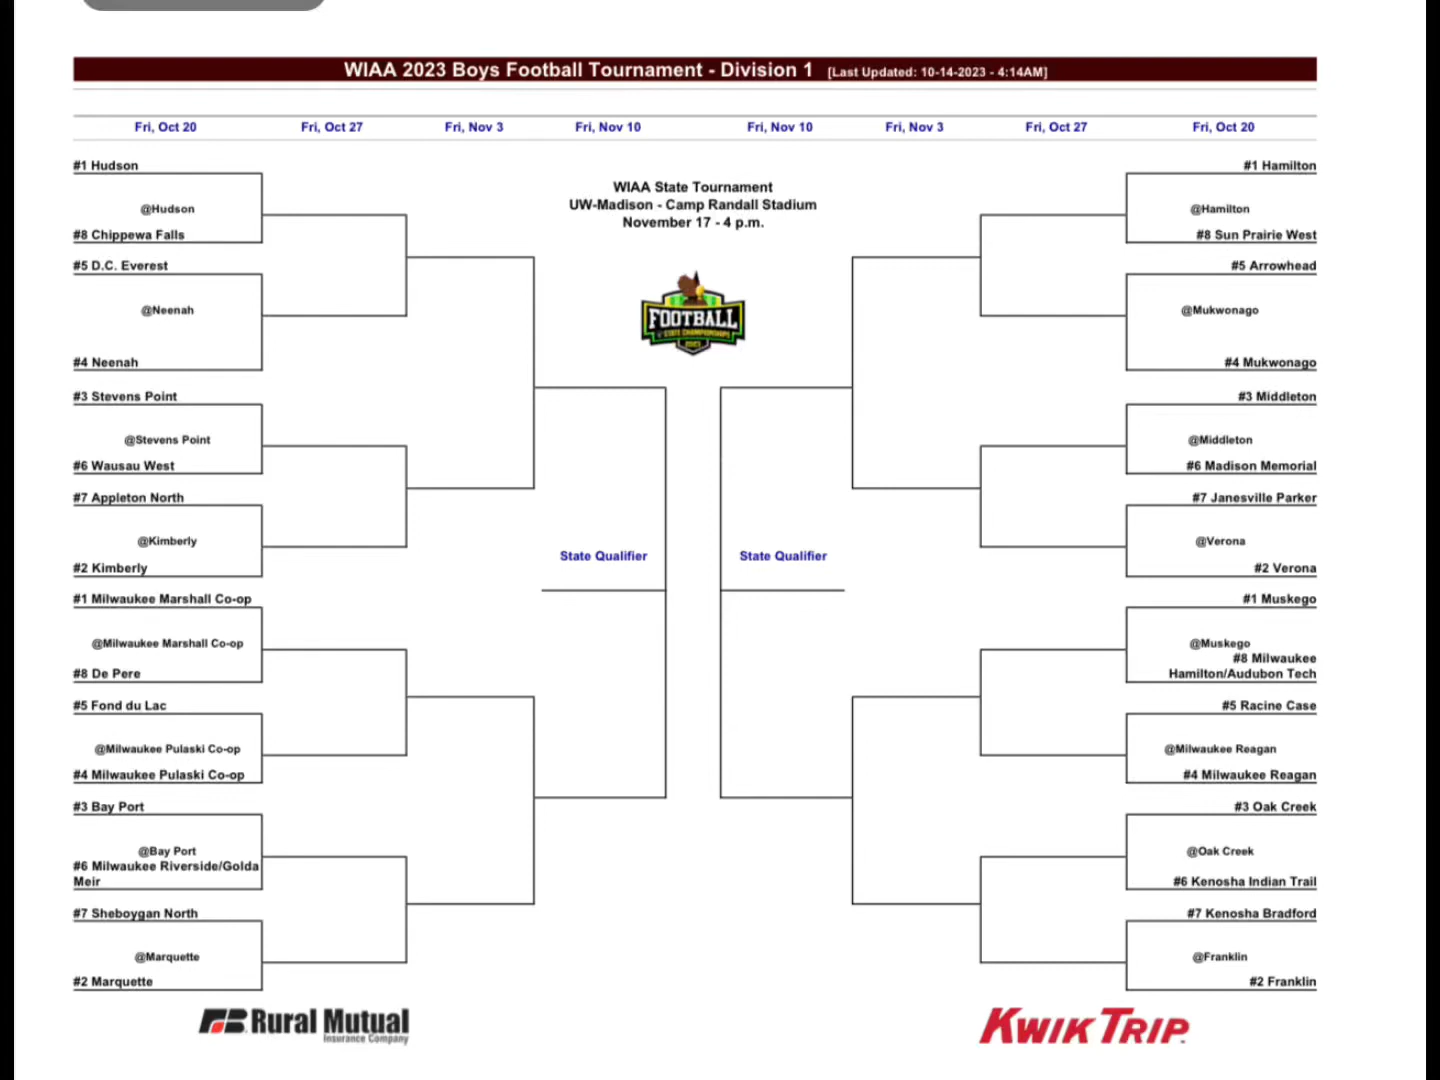 WIAA 2023 Boys Football Tournament - Division 1 [Last Updated: 10-14-2023 - 4:14AM]
Fri, Oct 20 Fri, Oct 27 Fri, Nov 3 Fri, Nov 10 Fri, Nov 10 Fri, Nov 3 Fri, Oct 27 Fri, Oct 20
#1 Hudson
@Hudson
#8 Chippewa Falls
#5 D.C. Everest
@Neenah
#4 Neenah
#3 Stevens Point
@Stevens Point
#6 Wausau West
#7 Appleton North
@Kimberly
#2 Kimberly
#1 Milwaukee Marshall Co-op
@Milwaukee Marshall Co-op
#8 De Pere
#5 Fond du Lac
@Milwaukee Pulaski Co-op
#4 Milwaukee Pulaski Co-op
#3 Bay Port
@Bay Port
#6 Milwaukee Riverside/Golda
Meir
#7 Sheboygan North
@Marquette
#2 Marquette
WIAA State Tournament
UW-Madison - Camp Randall Stadium
November 17 - 4 p.m.
FOOTBALL
STATE CHAMPIONSHIPS
2023
State Qualifier
State Qualifier
#1 Hamilton
@Hamilton
#8 Sun Prairie West
#5 Arrowhead
@Mukwonago
#4 Mukwonago
#3 Middleton
@Middleton
#6 Madison Memorial
#7 Janesville Parker
@Verona
#2 Verona
#1 Muskego
@Muskego
#8 Milwaukee
Hamilton/Audubon Tech
#5 Racine Case
@Milwaukee Reagan
#4 Milwaukee Reagan
#3 Oak Creek
@Oak Creek
#6 Kenosha Indian Trail
#7 Kenosha Bradford
@Franklin
#2 Franklin
Rural Mutual
Insurance Company
KWIK TRIP